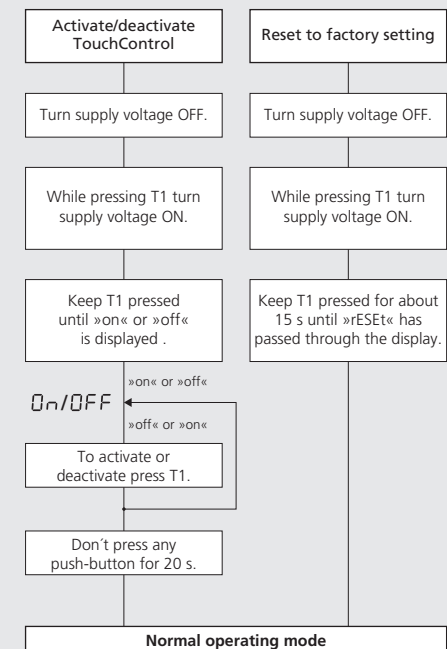 Activate/deactivate
TouchControl
Turn supply voltage OFF.
While pressing T1 turn
supply voltage ON.
Keep T1 pressed
until »on« or »off«
is displayed .
»on« or »off«
On/OFF
»off« or »on«
To activate or
deactivate press T1.
Don´t press any
push-button for 20 s.
Reset to factory setting
Turn supply voltage OFF.
While pressing T1 turn
supply voltage ON.
Keep T1 pressed for about
15 s until »rESEt« has
passed through the display.
Normal operating mode